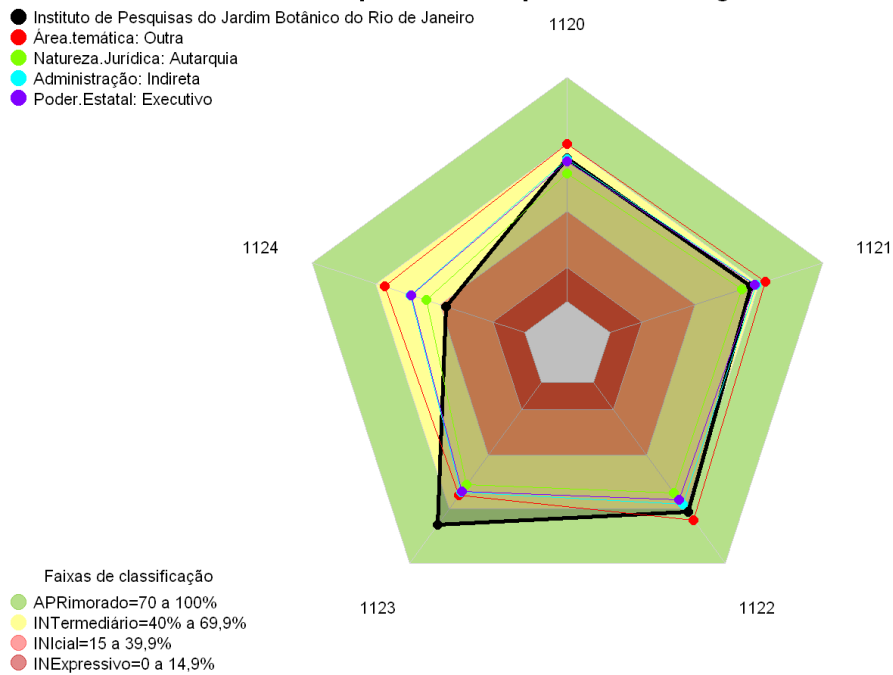 Instituto de Pesquisas do Jardim Botânico do Rio de Janeiro
Área.temática: Outra
Natureza.Jurídica: Autarquia
Administração: Indireta
Poder.Estatal: Executivo
1120
1124
1121
1123
1122
Faixas de classificação
APRimorado=70 a 100%
INTermediário=40% a 69,9%
INIcial=15 a 39,9%
INExpressivo=0 a 14,9%